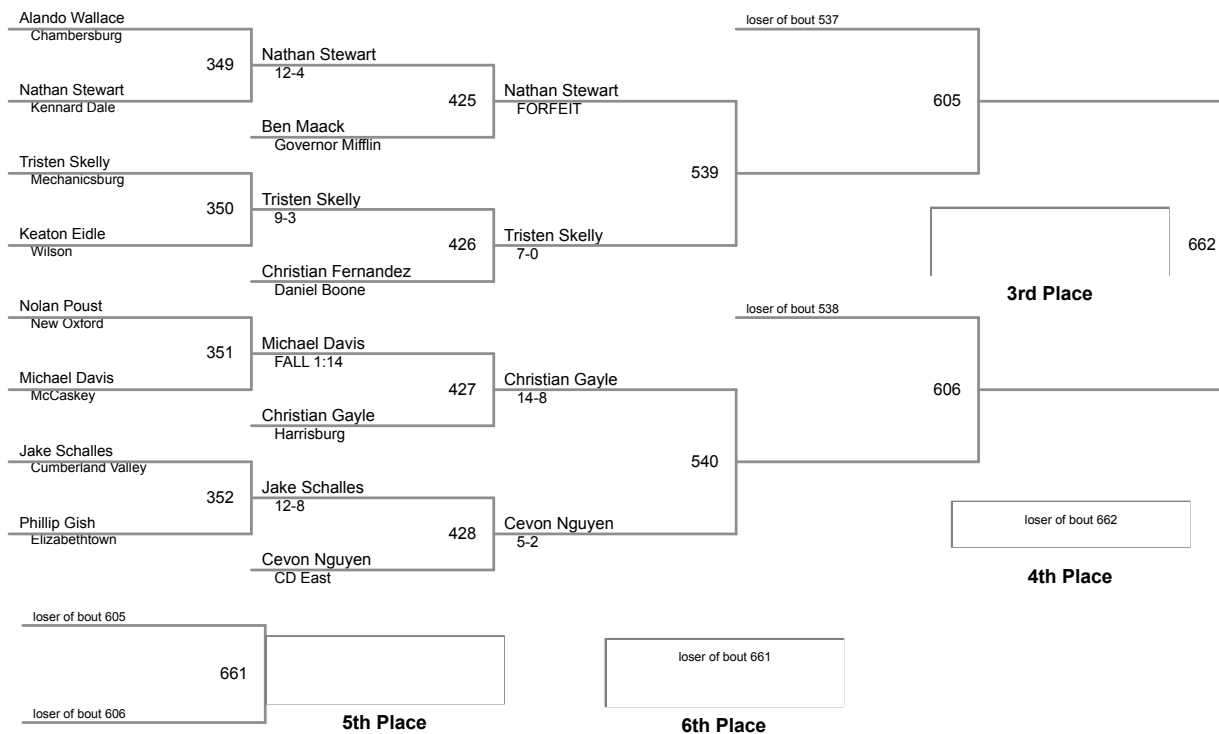 Alando Wallace
Chambersburg
349
Nathan Stewart
Kennard Dale
Tristen Skelly
Mechanicsburg
350
Keaton Eidle
Wilson
Nolan Poust
New Oxford
351
Michael Davis
McCaskey
Jake Schalles
Cumberland Valley
352
Phillip Gish
Elizabethtown
Nathan Stewart
12-4
425
Ben Maack
Governor Mifflin
Tristen Skelly
9-3
426
Christian Fernandez
Daniel Boone
Michael Davis
FALL 1:14
427
Christian Gayle
Harrisburg
Jake Schalles
12-8
428
Cevon Nguyen
CD East
Nathan Stewart
FORFEIT
539
Tristen Skelly
7-0
Christian Gayle
14-8
540
Cevon Nguyen
5-2
loser of bout 537
605
loser of bout 538
606
662
3rd Place
loser of bout 662
4th Place
loser of bout 605
661
loser of bout 606
5th Place
loser of bout 661
6th Place